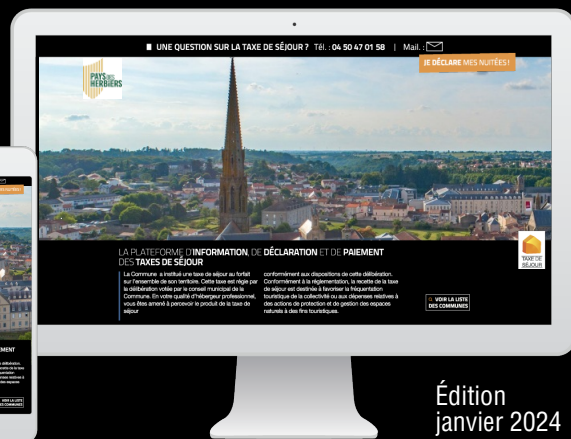 UNE QUESTION SUR LA TAXE DE SÉJOUR ? Tél. : 04 50 47 01 58 | Mail. :
JE DÉCLARE MES NUITÉES !
PAYS DES
HERBIERS
LA PLATEFORME D'INFORMATION, DE DÉCLARATION ET DE PAIEMENT
DES TAXES DE SÉJOUR
La Commune a institué une taxe de séjour au forfait
sur l'ensemble de son territoire. Cette taxe est régie par
la délibération votée par le conseil municipal de la
Commune. En votre qualité d'hébergeur professionnel,
vous êtes amené à percevoir le produit de la taxe de
séjour
conformément aux dispositions de cette délibération.
Conformément à la réglementation, la recette de la taxe
de séjour est destinée à favoriser la fréquentation
touristique de la collectivité ou aux dépenses relatives à
des actions de protection et de gestion des espaces
naturels à des fins touristiques.
TAXE DE
SÉJOUR
VOIR LA LISTE
DES COMMUNES
EMENT
VOIR LA LISTE
DES COMMUNES
Édition
janvier 2024